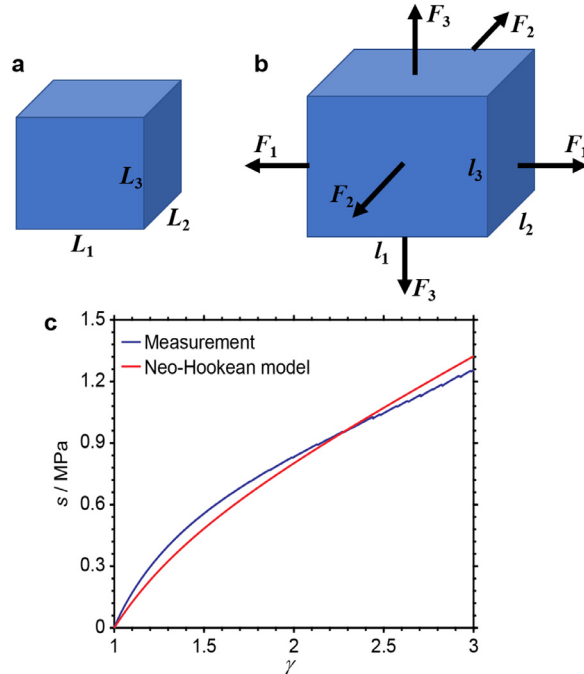 a
L₃
L₂
L₁
b
F₃
F₂
F₁
F₁
l₃
F₂
l₂
l₁
F₃
c
1.5
1.2
0.9
0.6
0.3
0
s / MPa
Measurement
Neo-Hookean model
1
1.5
2
2.5
3
γ